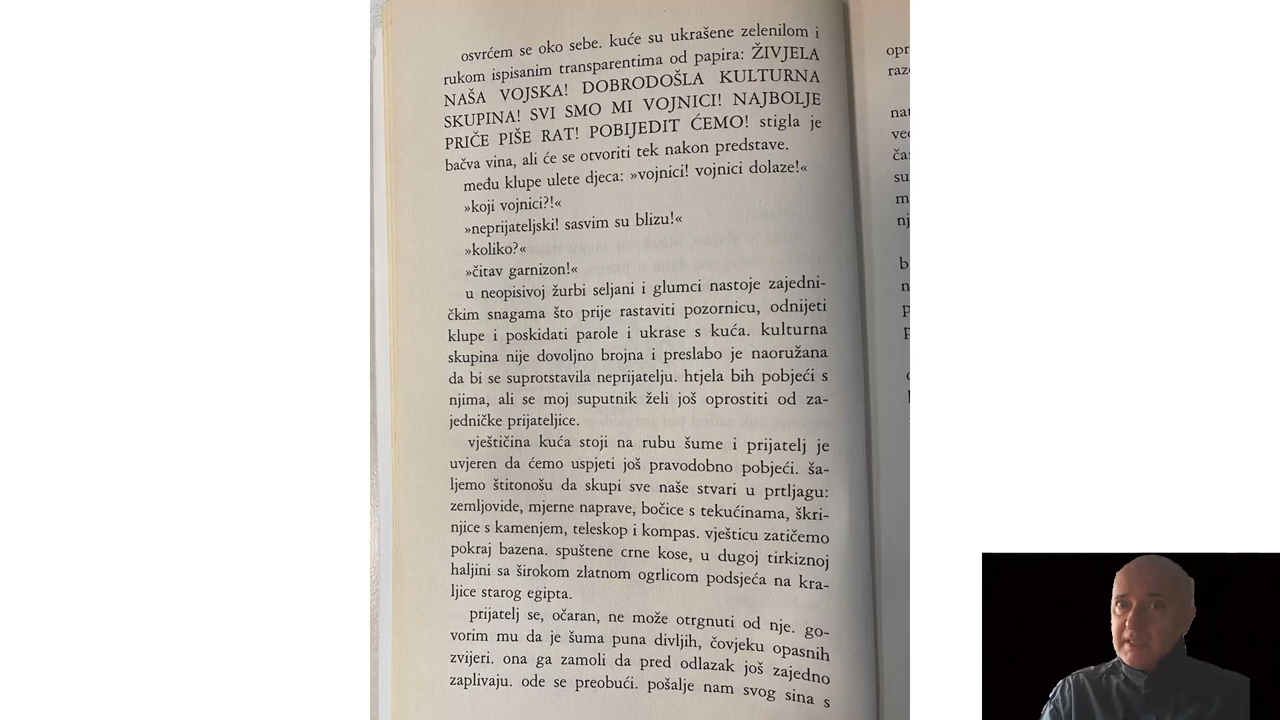 osvrćem se oko sebe. kuće su ukrašene zelenilom i
rukom ispisanim transparentima od papira: ŽIVJELA
NAŠA VOJSKA! DOBRODOŠLA KULTURNA
SKUPINA! SVI SMO MI VOJNICI! NAJBOLJE
PRIČE PIŠE RAT! POBIJEDIT ĆEMO! stigla je
bačva vina, ali će se otvoriti tek nakon predstave.
među klupe ulete djeca: »vojnici! vojnici dolaze!«
»koji vojnici?!«
»neprijateljski! sasvim su blizu!«
»koliko?«
»čitav garnizon!«
u neopisivoj žurbi seljani i glumci nastoje zajedni-
čkim snagama što prije rastaviti pozornicu, odnijeti
klupe i poskidati parole i ukrase s kuća. kulturna
skupina nije dovoljno brojna i preslabo je naoružana
da bi se suprotstavila neprijatelju. htjela bih pobjeći s
njima, ali se moj suputnik želi još oprostiti od za-
jedničke prijateljice.
vještičina kuća stoji na rubu šume i prijatelj je
uvjeren da ćemo uspjeti još pravodobno pobjeći. ša-
ljemo štitonošu da skupi sve naše stvari u prtljagu:
zemljovide, mjerne naprave, bočice s tekućinama, škri-
njice s kamenjem, teleskop i kompas. vješticu zatičemo
pokraj bazena. spuštene crne kose, u dugoj tirkiznoj
haljini sa širokom zlatnom ogrlicom podsjeća na kra-
ljice starog egipta.
prijatelj se, očaran, ne može otrgnuti od nje. go-
vorim mu da je šuma puna divljih, čovjeku opasnih
zvijeri. ona ga zamoli da pred odlazak još zajedno
zaplivaju. ode se preobući. pošalje nam svog sina s